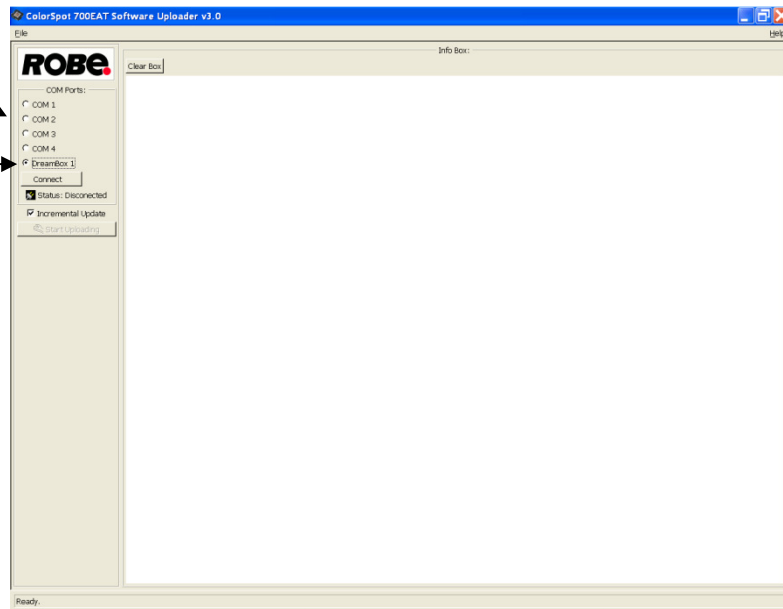 ColorSpot 700EAT Software Uploader v3.0
File
Help
ROBE.
Info Box:
Clear Box
COM Ports:
COM 1
COM 2
COM 3
COM 4
DreamBox 1
Connect
Status: Disconected
Incremental Update
Start Uploading
Ready.